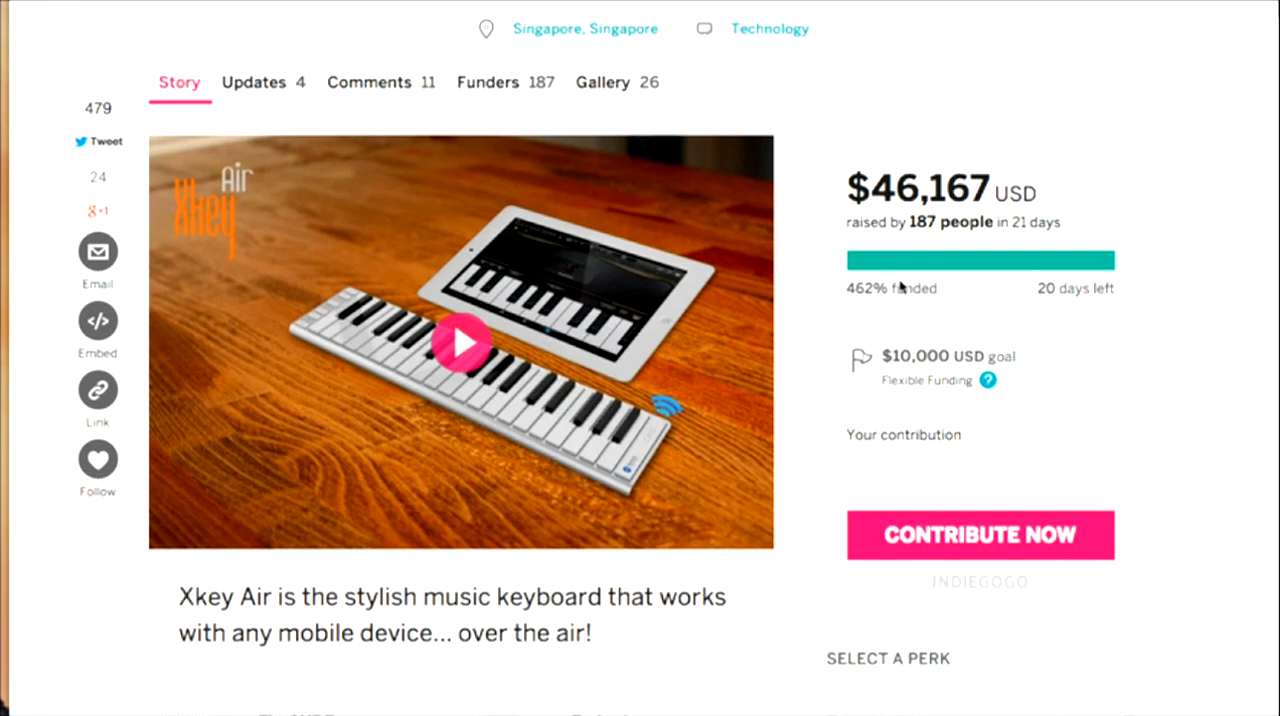 Singapore, Singapore
Technology
Story Updates 4 Comments 11 Funders 187 Gallery 26
479
Tweet
24
g+1
Email
Embed
Link
Follow
Air
Xkey
$46,167 USD
raised by 187 people in 21 days
462% funded 20 days left
$10,000 USD goal
Flexible Funding ?
Your contribution
CONTRIBUTE NOW
INDIEGOGO
Xkey Air is the stylish music keyboard that works
with any mobile device... over the air!
SELECT A PERK